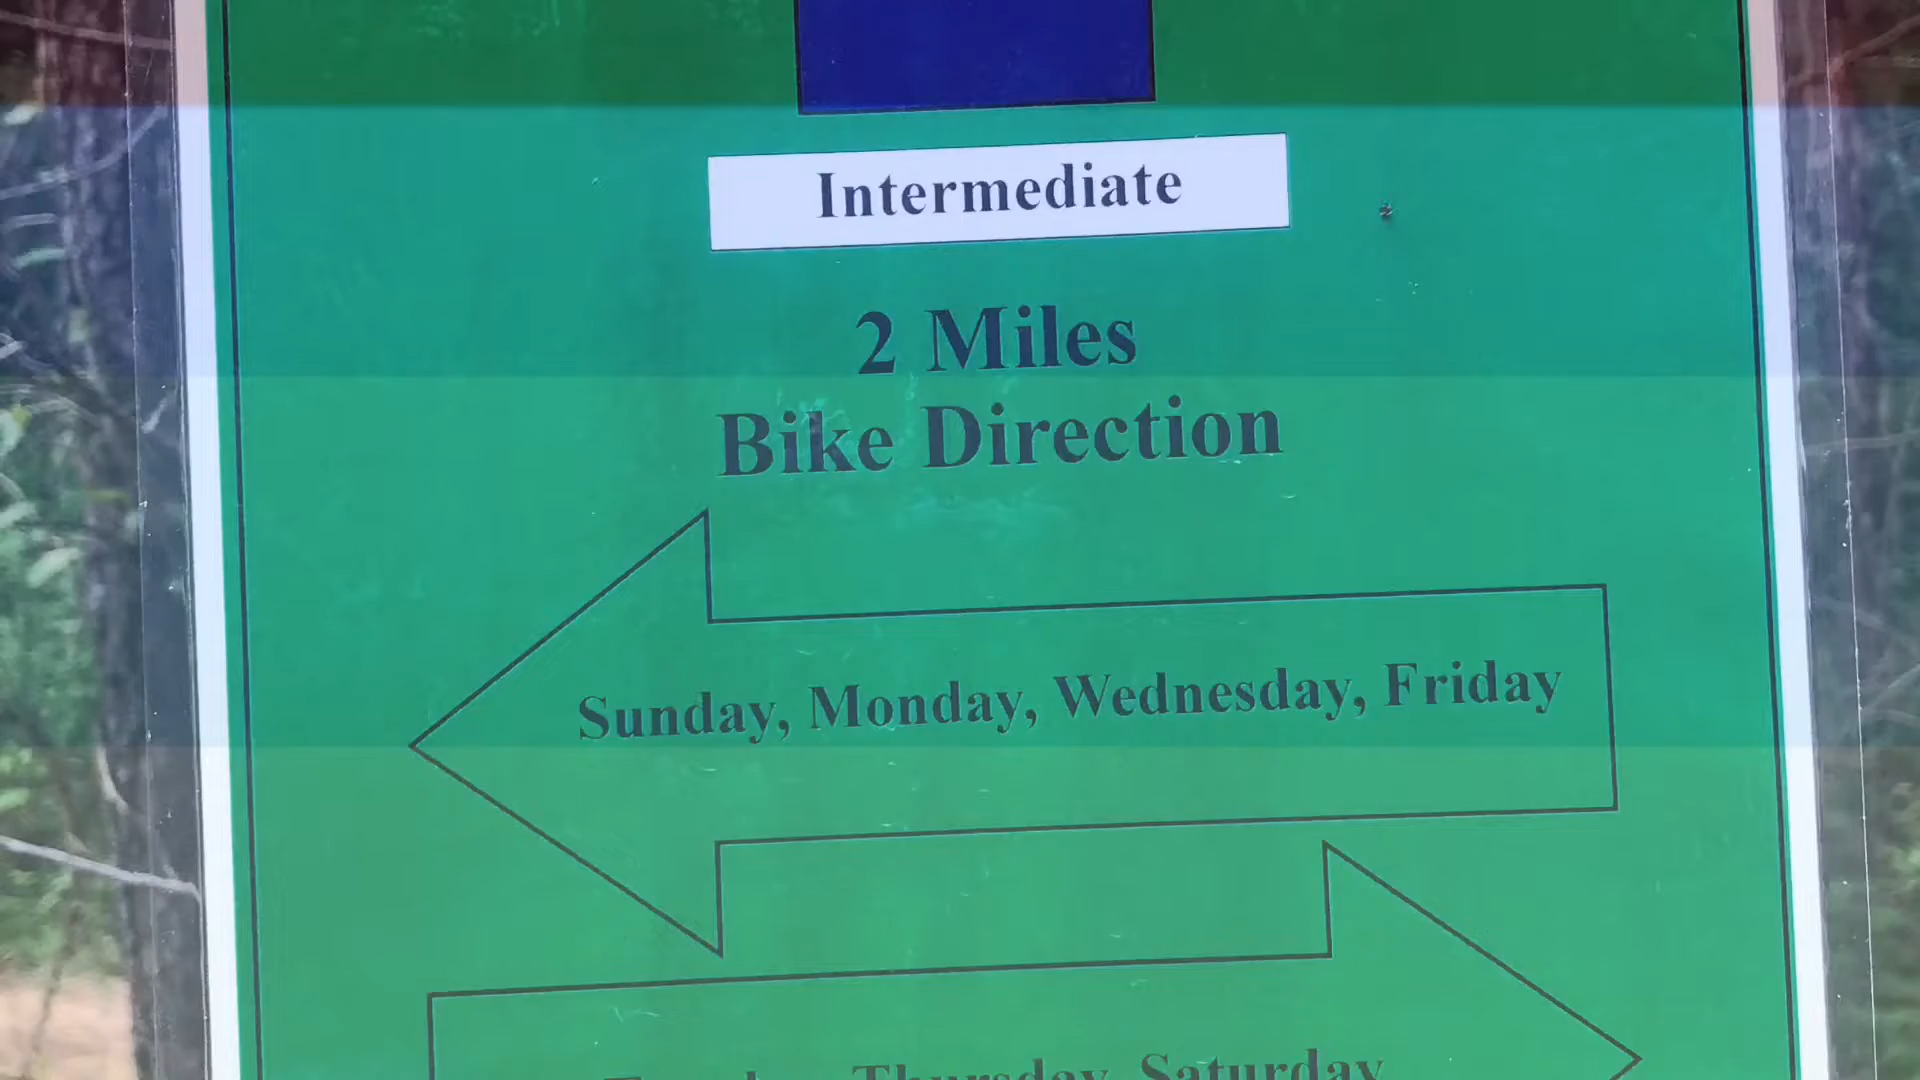 Intermediate
2 Miles
Bike Direction
Sunday, Monday, Wednesday, Friday
Thursday, Saturday